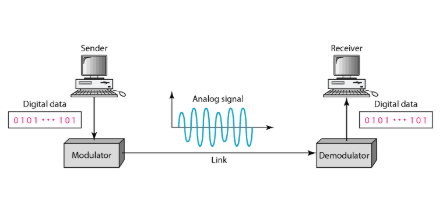 Sender
Receiver
Digital data
0101 ••• 101
Analog signal
Digital data
0101 ••• 101
Modulator
Link
Demodulator